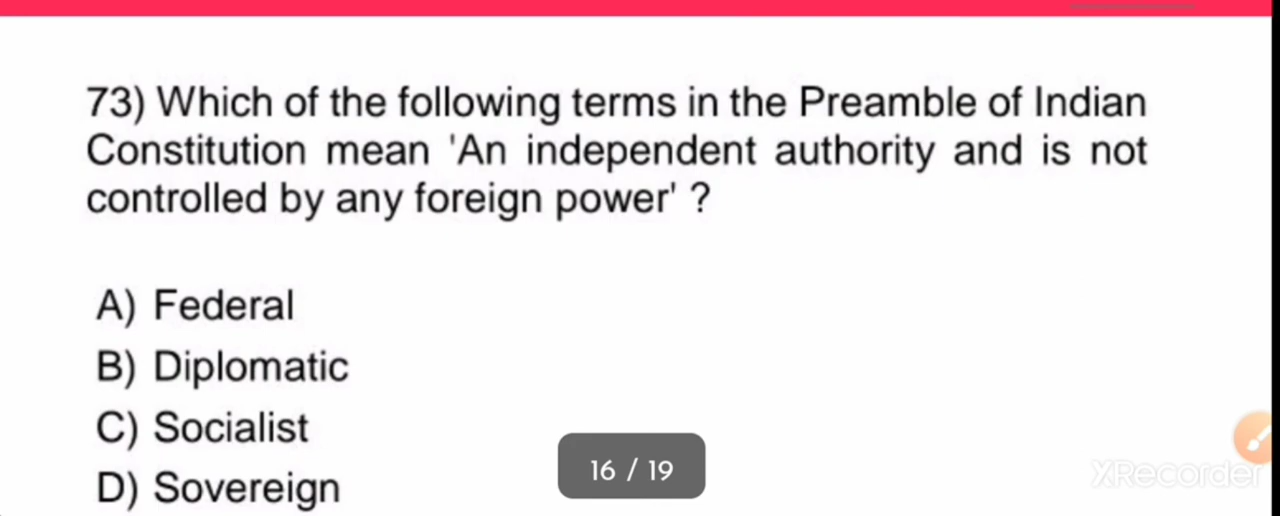 73) Which of the following terms in the Preamble of Indian
Constitution mean 'An independent authority and is not
controlled by any foreign power' ?
A) Federal
B) Diplomatic
C) Socialist
D) Sovereign
16 / 19
XRecorder